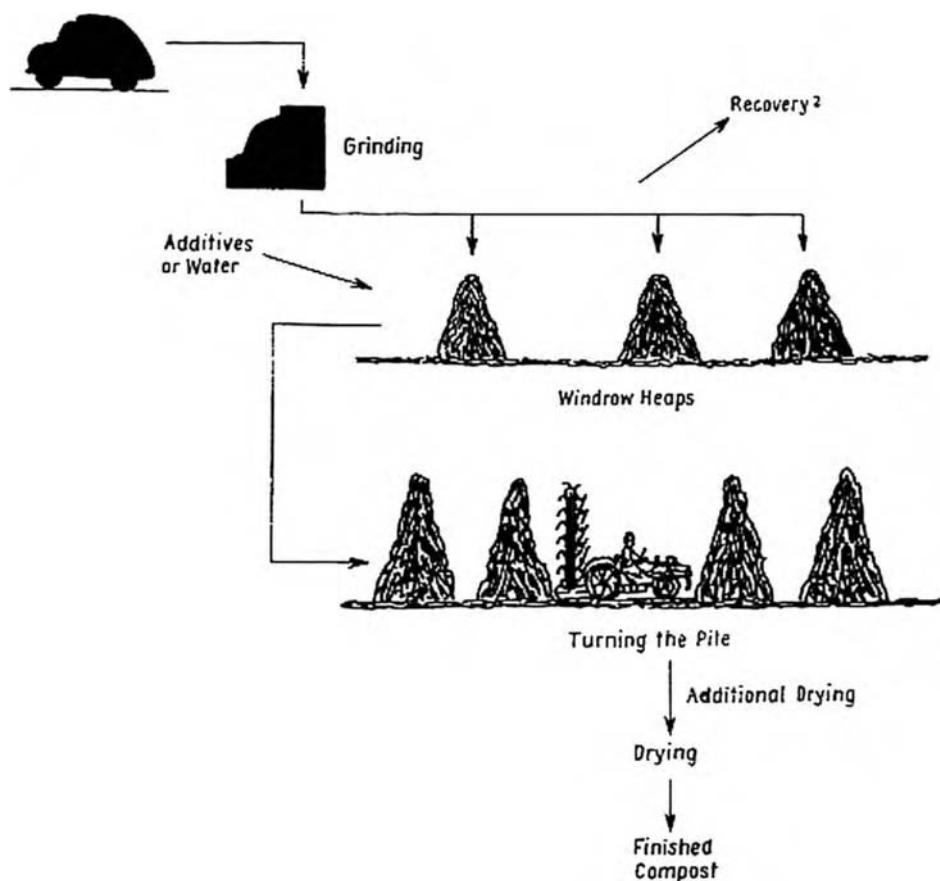 Recovery²
Grinding
Additives
or Water
Windrow Heaps
Turning the Pile
Additional Drying
Drying
Finished
Compost